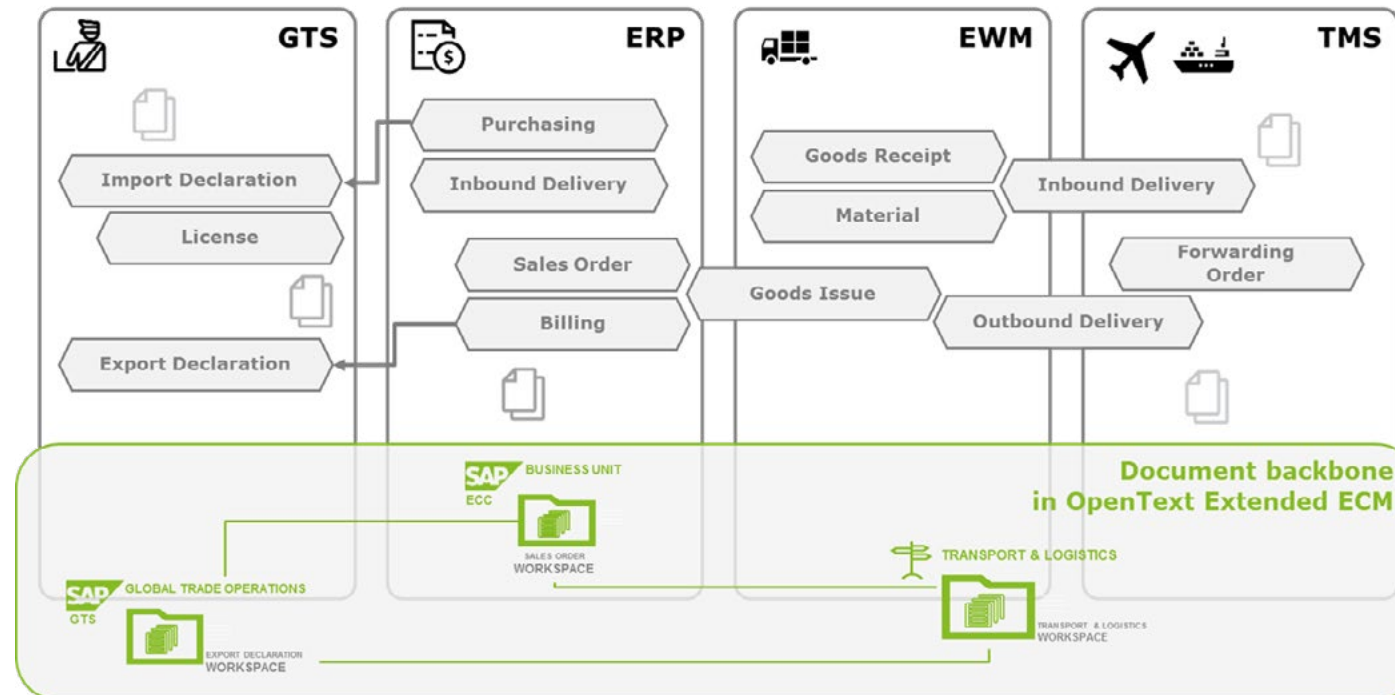 GTS
ERP
EWM
TMS
Purchasing
Import Declaration
Inbound Delivery
License
Sales Order
Billing
Export Declaration
Goods Receipt
Material
Goods Issue
Inbound Delivery
Forwarding
Order
Outbound Delivery
Document backbone
in OpenText Extended ECM
SAP
ECC
BUSINESS UNIT
SALES ORDER
WORKSPACE
TRANSPORT & LOGISTICS
TRANSPORT & LOGISTICS
WORKSPACE
SAP
GTS
GLOBAL TRADE OPERATIONS
EXPORT DECLARATION
WORKSPACE